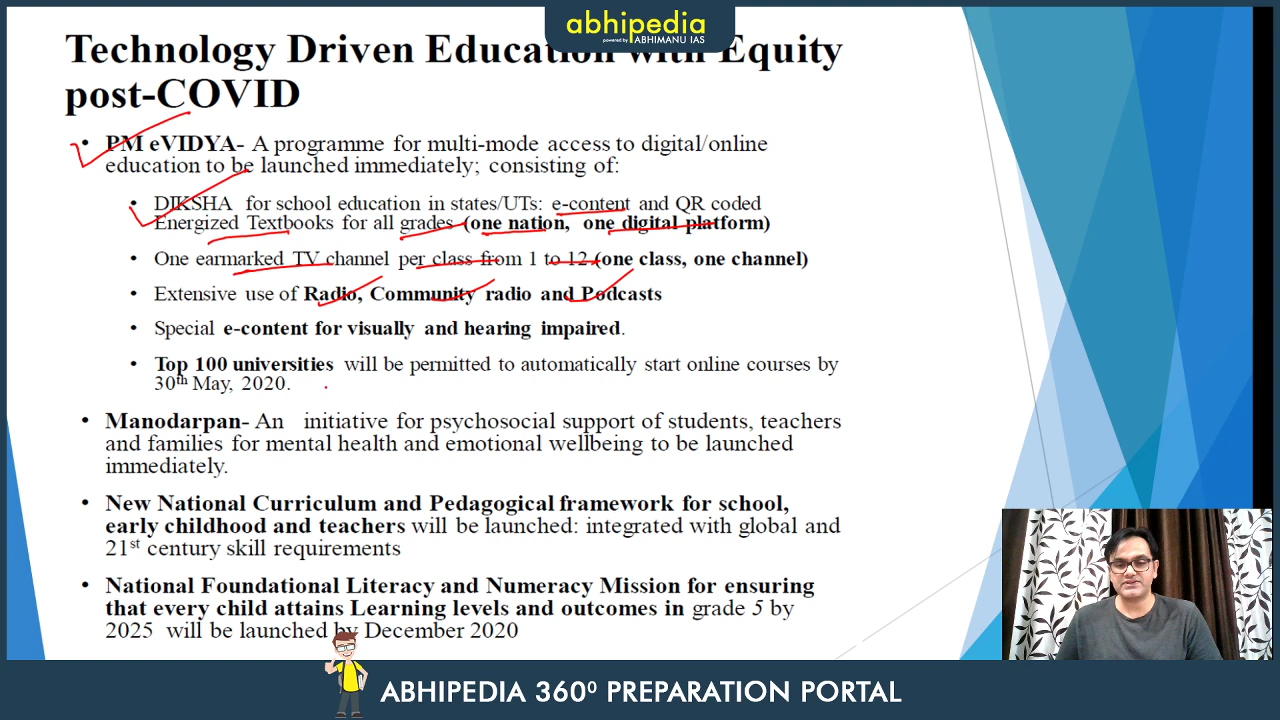 abhipedia
powered by ABHIMANU IAS
Technology Driven Education with Equity
post-COVID
• PM eVIDYA- A programme for multi-mode access to digital/online
education to be launched immediately; consisting of:
• DIKSHA for school education in states/UTs: e-content and QR coded
Energized Textbooks for all grades (one nation, one digital platform)
• One earmarked TV channel per class from 1 to 12 (one class, one channel)
• Extensive use of Radio, Community radio and Podcasts
• Special e-content for visually and hearing impaired.
• Top 100 universities will be permitted to automatically start online courses by
30th May, 2020.
• Manodarpan- An initiative for psychosocial support of students, teachers
and families for mental health and emotional wellbeing to be launched
immediately.
• New National Curriculum and Pedagogical framework for school,
early childhood and teachers will be launched: integrated with global and
21st century skill requirements
• National Foundational Literacy and Numeracy Mission for ensuring
that every child attains Learning levels and outcomes in grade 5 by
2025 will be launched by December 2020
ABHIPEDIA 360⁰ PREPARATION PORTAL